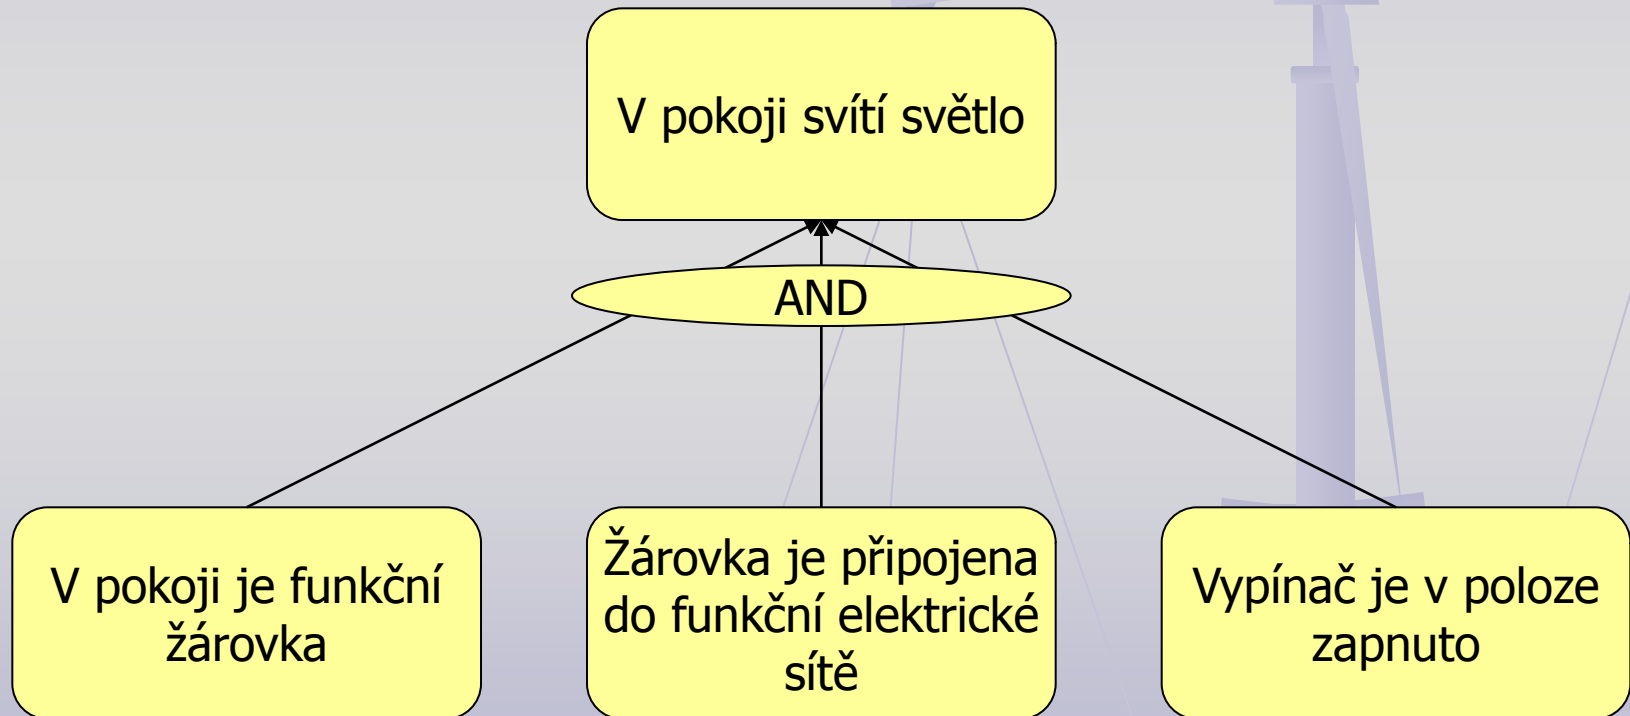 V pokoji svítí světlo
AND
V pokoji je funkční
žárovka
Žárovka je připojena
do funkční elektrické
sítě
Vypínač je v poloze
zapnuto